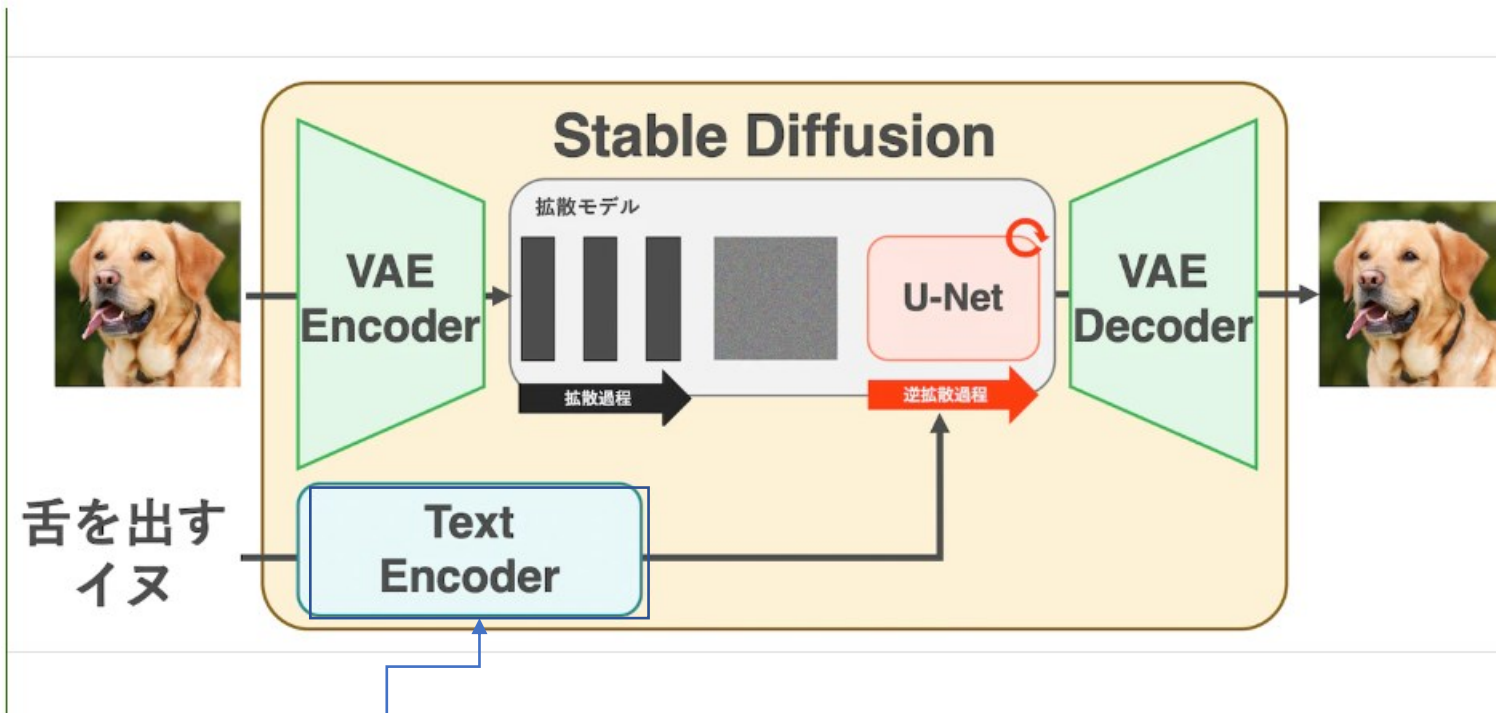 Stable Diffusion
拡散モデル
VAE
Encoder
U-Net
VAE
Decoder
拡散過程
逆拡散過程
舌を出す
イヌ
Text
Encoder